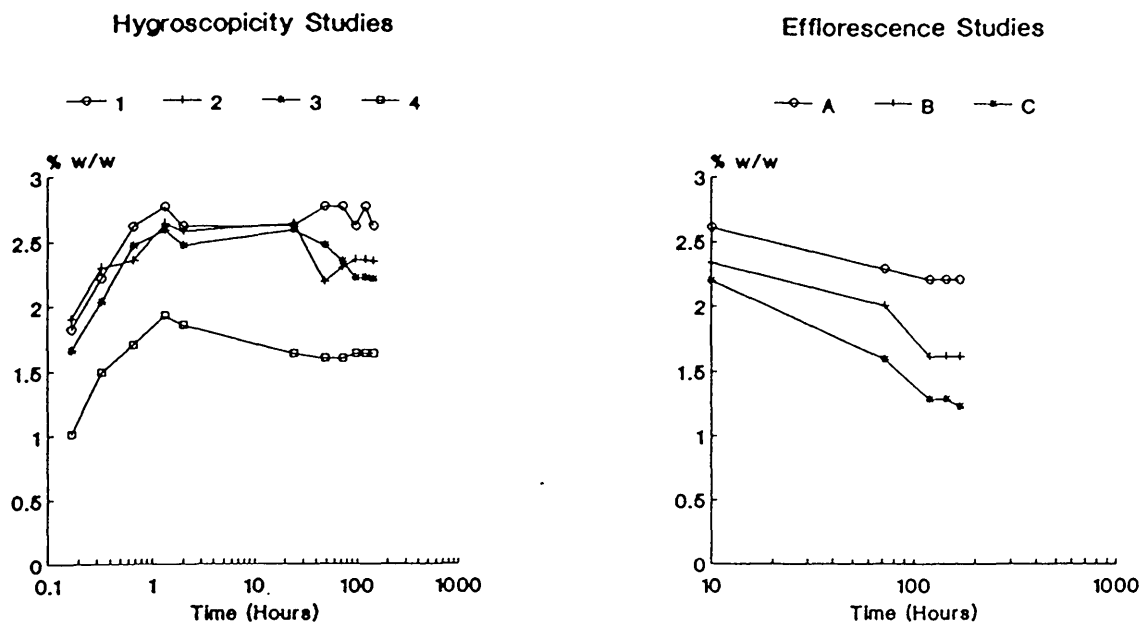 Hygroscopicity Studies
1 2 3 4
% w/w
3
2.5
2
1.5
1
0.5
0
0.1 1 10. 100 1000
Time (Hours)
Efflorescence Studies
A B C
% w/w
3
2.5
2
1.5
1
0.5
0
10 100 1000
Time (Hours)